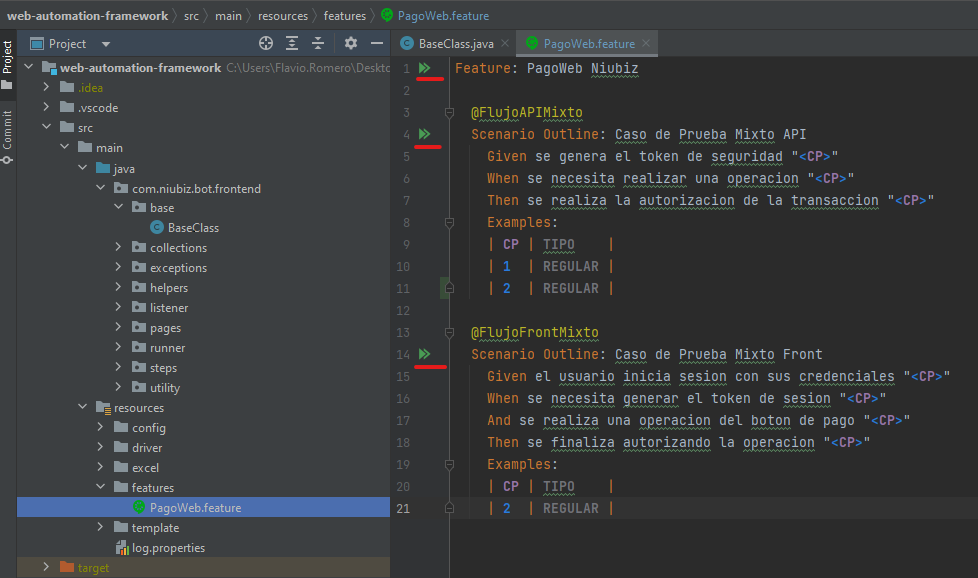 web-automation-framework › src › main › resources › features › PagoWeb.feature
Project
Commit
Project
web-automation-framework C:\Users\Flavio.Romero\Deskto
.idea
.vscode
src
main
java
com.niubiz.bot.frontend
base
BaseClass
collections
exceptions
helpers
listener
pages
runner
steps
utility
resources
config
driver
excel
features
PagoWeb.feature
template
log.properties
target
BaseClass.java PagoWeb.feature
1 Feature: PagoWeb Niubiz
2
3 @FlujoAPIMixto
4 Scenario Outline: Caso de Prueba Mixto API
5 Given se genera el token de seguridad "<CP>"
6 When se necesita realizar una operacion "<CP>"
7 Then se realiza la autorizacion de la transaccion "<CP>"
8 Examples:
9 | CP | TIPO |
10 | 1 | REGULAR |
11 | 2 | REGULAR |
12
13 @FlujoFrontMixto
14 Scenario Outline: Caso de Prueba Mixto Front
15 Given el usuario inicia sesion con sus credenciales "<CP>"
16 When se necesita generar el token de sesion "<CP>"
17 And se realiza una operacion del boton de pago "<CP>"
18 Then se finaliza autorizando la operacion "<CP>"
19 Examples:
20 | CP | TIPO |
21 | 2 | REGULAR |